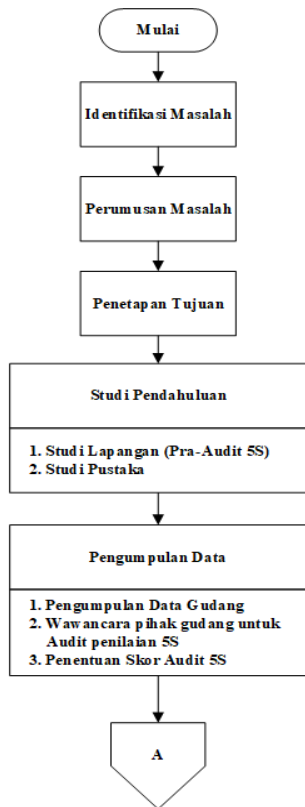 Mulai
Identifikasi Masalah
Perumusan Masalah
Penetapan Tujuan
Studi Pendahuluan
1. Studi Lapangan (Pra-Audit 5S)
2. Studi Pustaka
Pengumpulan Data
1. Pengumpulan Data Gudang
2. Wawancara pihak gudang untuk
Audit penilaian 5S
3. Penentuan Skor Audit 5S
A